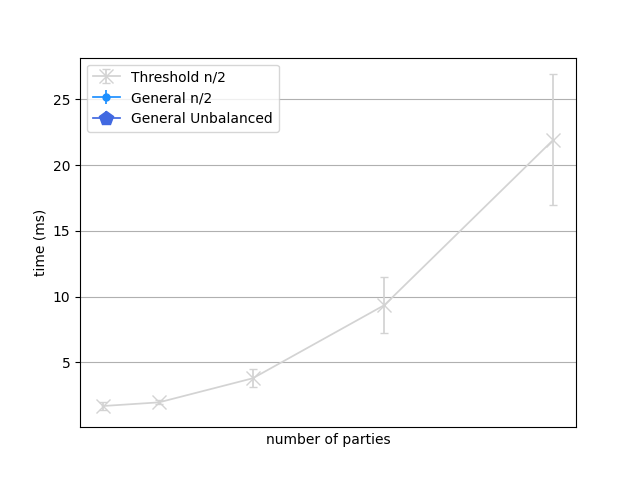 Threshold n/2
General n/2
General Unbalanced
25
20
15
10
5
time (ms)
number of parties